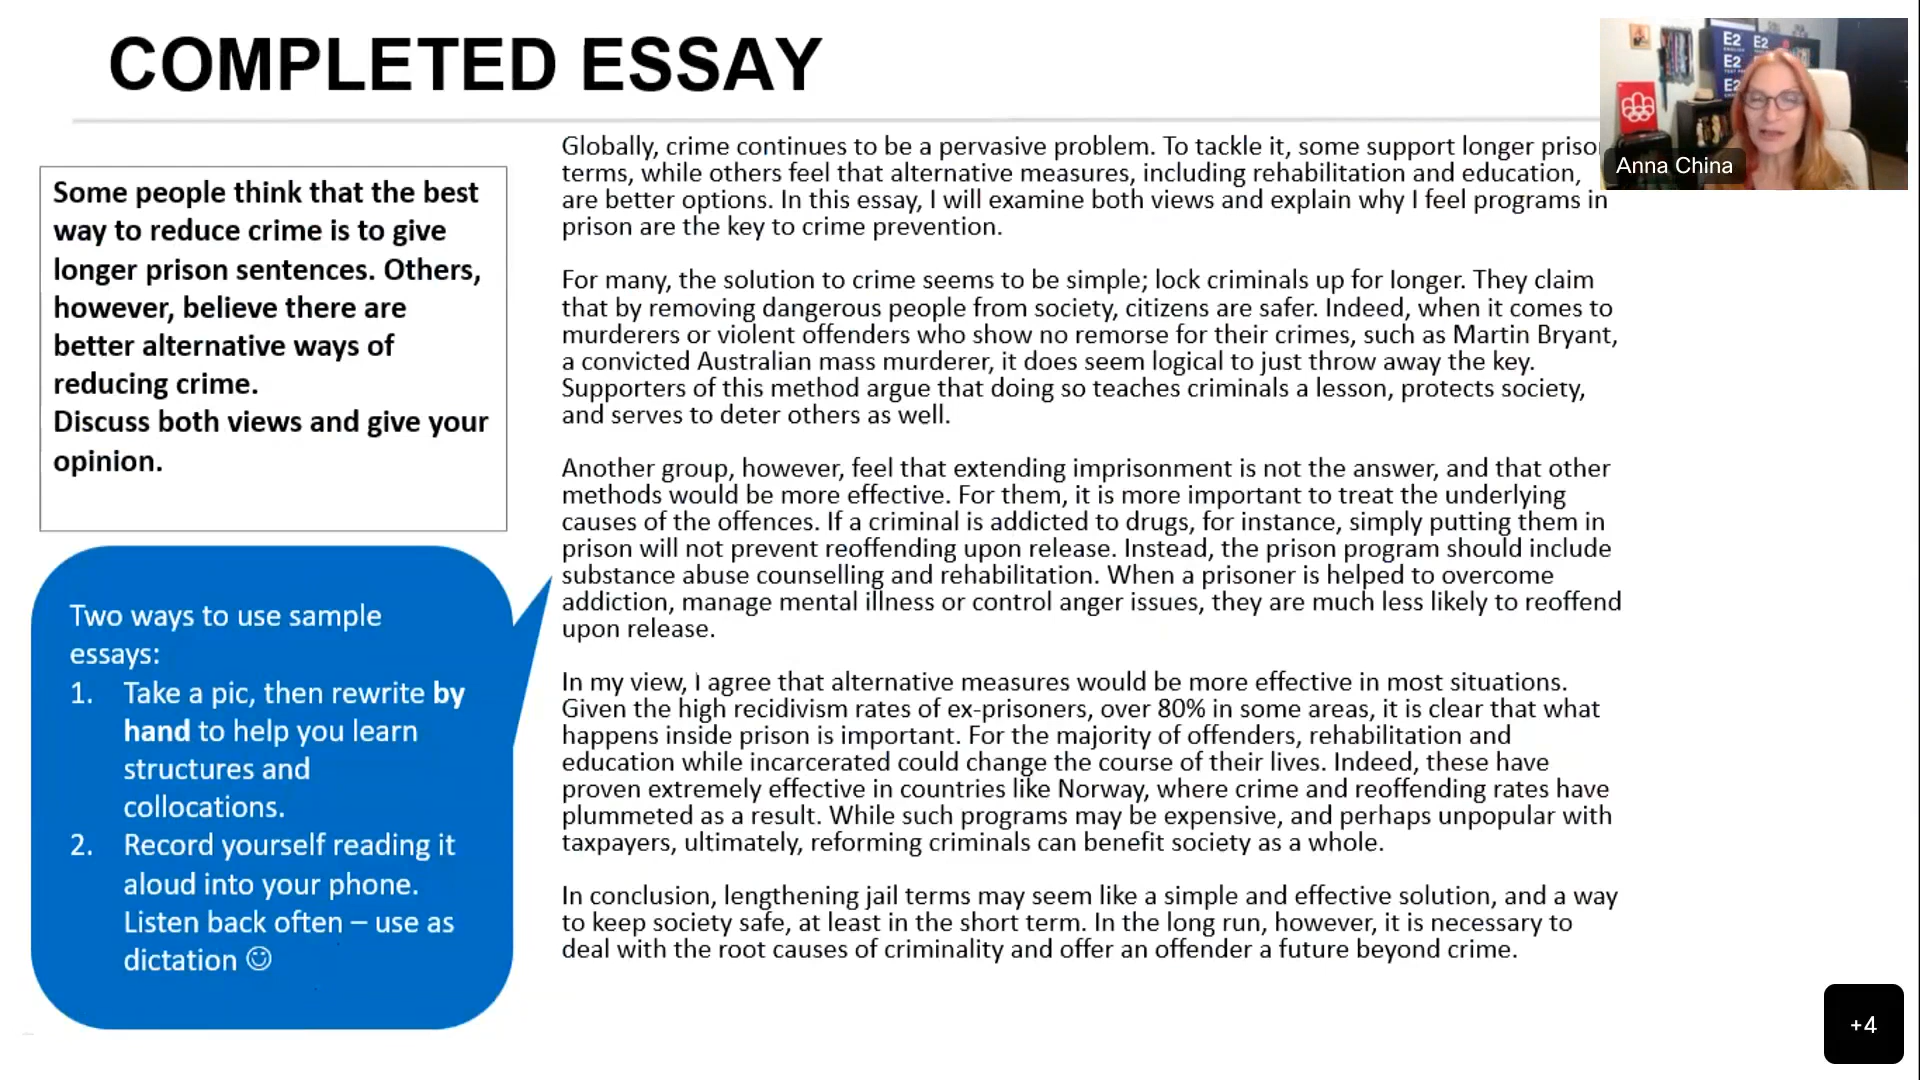 COMPLETED ESSAY
Some people think that the best
way to reduce crime is to give
longer prison sentences. Others,
however, believe there are
better alternative ways of
reducing crime.
Discuss both views and give your
opinion.
Two ways to use sample
essays:
1. Take a pic, then rewrite by
hand to help you learn
structures and
collocations.
2. Record yourself reading it
aloud into your phone.
Listen back often – use as
dictation ☺
Globally, crime continues to be a pervasive problem. To tackle it, some support longer prison
terms, while others feel that alternative measures, including rehabilitation and education,
are better options. In this essay, I will examine both views and explain why I feel programs in
prison are the key to crime prevention.
For many, the solution to crime seems to be simple; lock criminals up for longer. They claim
that by removing dangerous people from society, citizens are safer. Indeed, when it comes to
murderers or violent offenders who show no remorse for their crimes, such as Martin Bryant,
a convicted Australian mass murderer, it does seem logical to just throw away the key.
Supporters of this method argue that doing so teaches criminals a lesson, protects society,
and serves to deter others as well.
Another group, however, feel that extending imprisonment is not the answer, and that other
methods would be more effective. For them, it is more important to treat the underlying
causes of the offences. If a criminal is addicted to drugs, for instance, simply putting them in
prison will not prevent reoffending upon release. Instead, the prison program should include
substance abuse counselling and rehabilitation. When a prisoner is helped to overcome
addiction, manage mental illness or control anger issues, they are much less likely to reoffend
upon release.
In my view, I agree that alternative measures would be more effective in most situations.
Given the high recidivism rates of ex-prisoners, over 80% in some areas, it is clear that what
happens inside prison is important. For the majority of offenders, rehabilitation and
education while incarcerated could change the course of their lives. Indeed, these have
proven extremely effective in countries like Norway, where crime and reoffending rates have
plummeted as a result. While such programs may be expensive, and perhaps unpopular with
taxpayers, ultimately, reforming criminals can benefit society as a whole.
In conclusion, lengthening jail terms may seem like a simple and effective solution, and a way
to keep society safe, at least in the short term. In the long run, however, it is necessary to
deal with the root causes of criminality and offer an offender a future beyond crime.
E2 E2
E2
E2
Anna China
+4